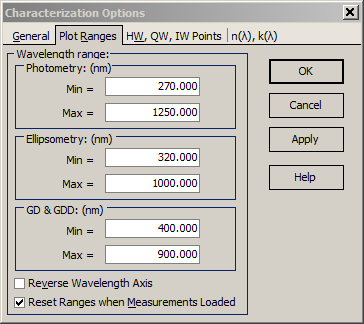 Characterization Options
General Plot Ranges HW, QW, IW Points n(λ), k(λ)
Wavelength range:
Photometry: (nm)
Min = 270.000
Max = 1250.000
Ellipsometry: (nm)
Min = 320.000
Max = 1000.000
GD & GDD: (nm)
Min = 400.000
Max = 900.000
Reverse Wavelength Axis
Reset Ranges when Measurements Loaded
OK
Cancel
Apply
Help